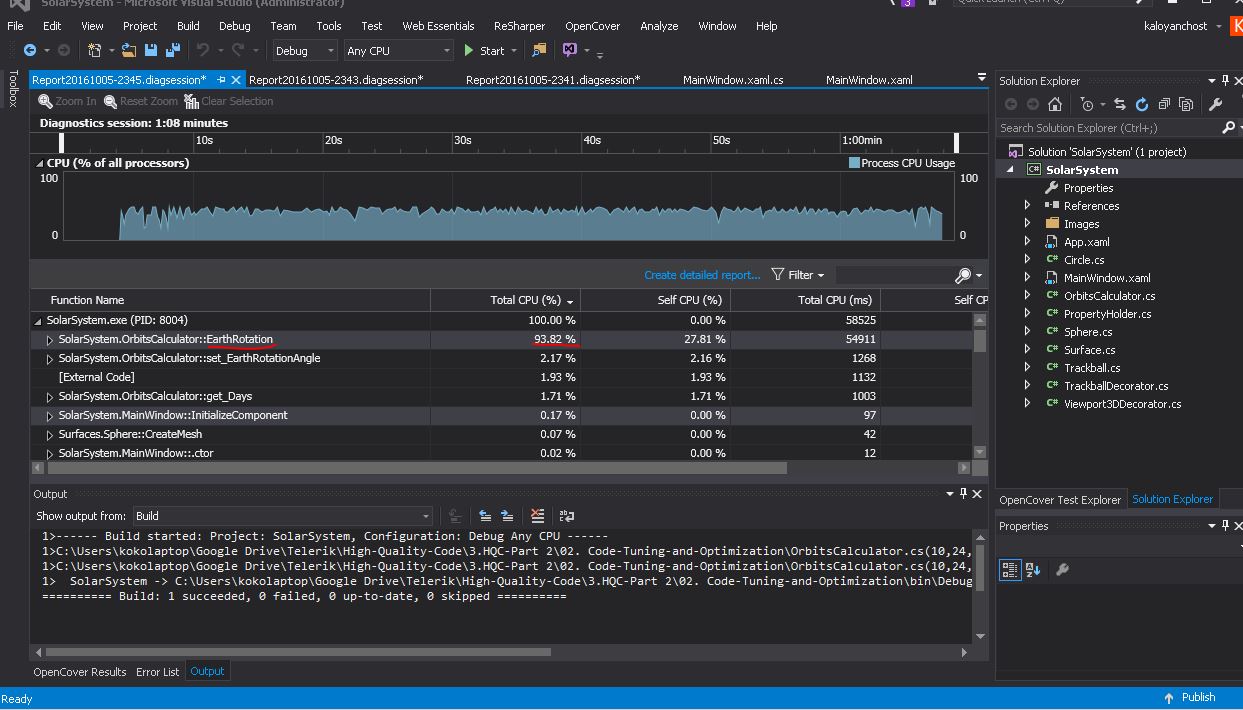 SolarSystem - Microsoft Visual Studio (Administrator)
3
Quick Launch (Ctrl+Q)
File Edit View Project Build Debug Team Tools Test Web Essentials ReSharper OpenCover Analyze Window Help
kaloyanchost
K
Debug Any CPU Start
Toolbox
Report20161005-2345.diagsession* Report20161005-2343.diagsession* Report20161005-2341.diagsession* MainWindow.xaml.cs MainWindow.xaml
Zoom In Reset Zoom Clear Selection
Diagnostics session: 1:08 minutes
10s 20s 30s 40s 50s 1:00min
CPU (% of all processors) Process CPU Usage
100 100
0 0
Create detailed report... Filter
Function Name Total CPU (%) Self CPU (%) Total CPU (ms) Self CP
SolarSystem.exe (PID: 8004) 100.00 % 0.00 % 58525
SolarSystem.OrbitsCalculator::EarthRotation 93.82 % 27.81 % 54911
SolarSystem.OrbitsCalculator::set_EarthRotationAngle 2.17 % 2.16 % 1268
[External Code] 1.93 % 1.93 % 1132
SolarSystem.OrbitsCalculator::get_Days 1.71 % 1.71 % 1003
SolarSystem.MainWindow::InitializeComponent 0.17 % 0.00 % 97
Surfaces.Sphere::CreateMesh 0.07 % 0.00 % 42
SolarSystem.MainWindow::.ctor 0.02 % 0.00 % 12
Output
Show output from: Build
1>------ Build started: Project: SolarSystem, Configuration: Debug Any CPU ------
1>C:\Users\kokolaptop\Google Drive\Telerik\High-Quality-Code\3.HQC-Part 2\02. Code-Tuning-and-Optimization\OrbitsCalculator.cs(10,24,
1>C:\Users\kokolaptop\Google Drive\Telerik\High-Quality-Code\3.HQC-Part 2\02. Code-Tuning-and-Optimization\OrbitsCalculator.cs(10,24,
1>  SolarSystem -> C:\Users\kokolaptop\Google Drive\Telerik\High-Quality-Code\3.HQC-Part 2\02. Code-Tuning-and-Optimization\bin\Debug
========== Build: 1 succeeded, 0 failed, 0 up-to-date, 0 skipped ==========
OpenCover Results Error List Output
Solution Explorer
Search Solution Explorer (Ctrl+;)
Solution 'SolarSystem' (1 project)
C# SolarSystem
Properties
References
Images
App.xaml
C# Circle.cs
MainWindow.xaml
C# OrbitsCalculator.cs
C# PropertyHolder.cs
C# Sphere.cs
C# Surface.cs
C# Trackball.cs
C# TrackballDecorator.cs
C# Viewport3DDecorator.cs
OpenCover Test Explorer Solution Explorer
Properties
Ready
Publish